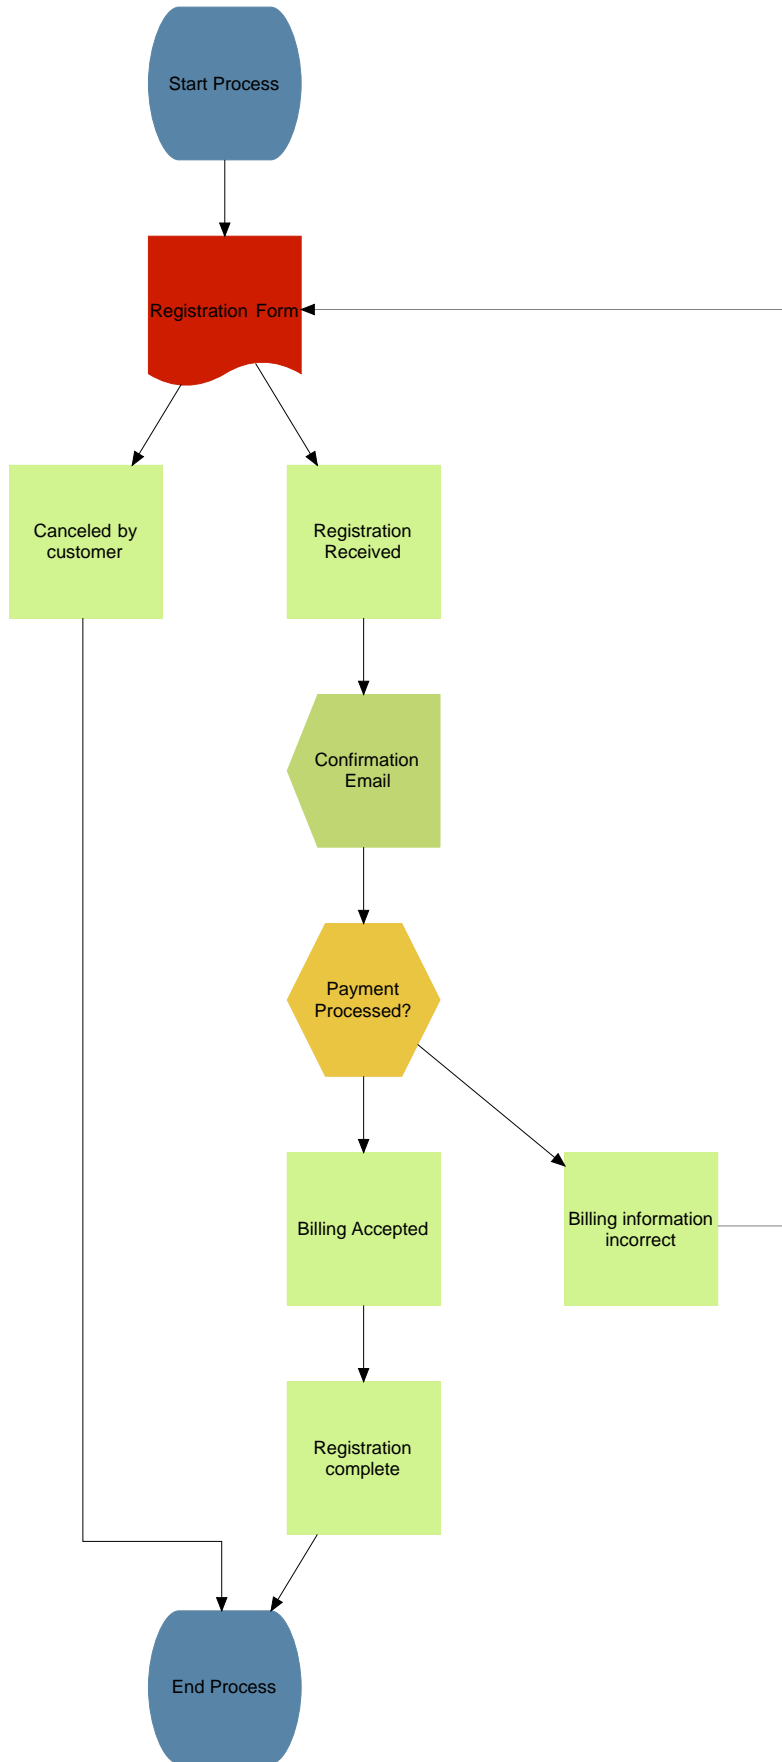 Start Process
Registration Form
Canceled by
customer
Registration
Received
Confirmation
Email
Payment
Processed?
Billing Accepted
Billing information
incorrect
Registration
complete
End Process